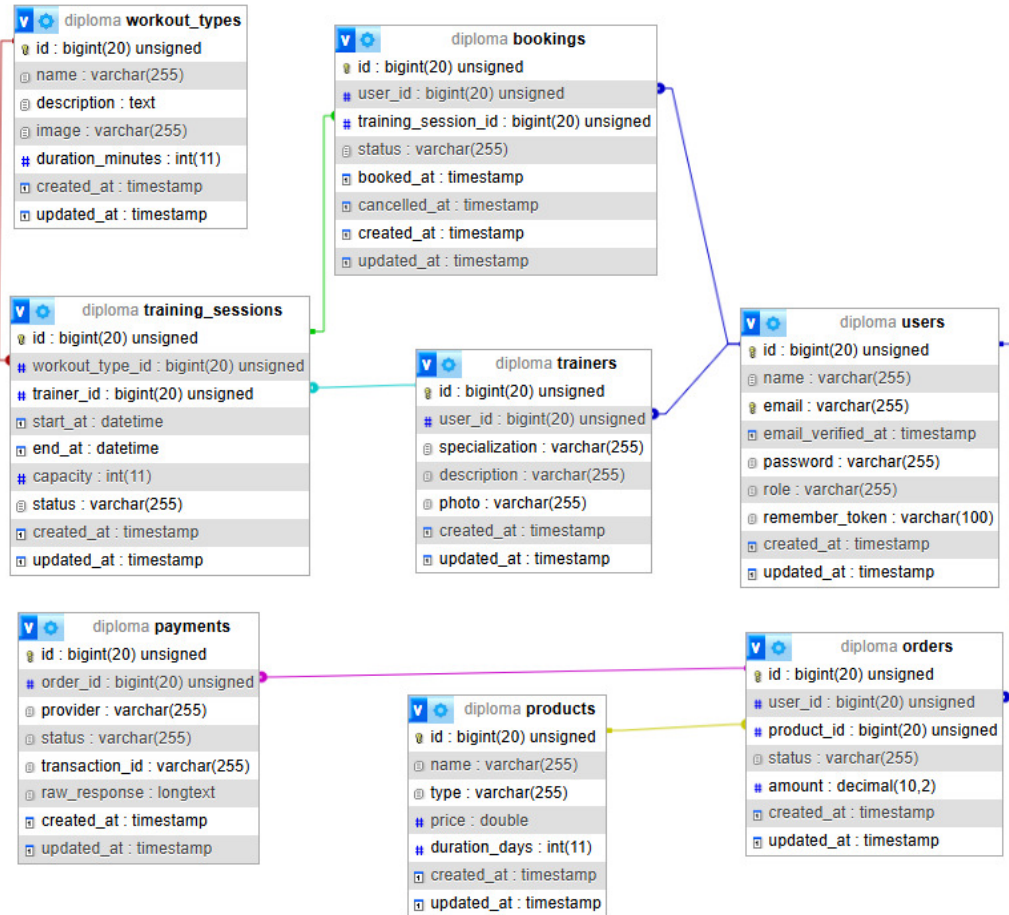 diploma workout_types
id : bigint(20) unsigned
name : varchar(255)
description : text
image : varchar(255)
duration_minutes : int(11)
created_at : timestamp
updated_at : timestamp
diploma bookings
id : bigint(20) unsigned
user_id : bigint(20) unsigned
training_session_id : bigint(20) unsigned
status : varchar(255)
booked_at : timestamp
cancelled_at : timestamp
created_at : timestamp
updated_at : timestamp
diploma training_sessions
id : bigint(20) unsigned
workout_type_id : bigint(20) unsigned
trainer_id : bigint(20) unsigned
start_at : datetime
end_at : datetime
capacity : int(11)
status : varchar(255)
created_at : timestamp
updated_at : timestamp
diploma trainers
id : bigint(20) unsigned
user_id : bigint(20) unsigned
specialization : varchar(255)
description : varchar(255)
photo : varchar(255)
created_at : timestamp
updated_at : timestamp
diploma users
id : bigint(20) unsigned
name : varchar(255)
email : varchar(255)
email_verified_at : timestamp
password : varchar(255)
role : varchar(255)
remember_token : varchar(100)
created_at : timestamp
updated_at : timestamp
diploma payments
id : bigint(20) unsigned
order_id : bigint(20) unsigned
provider : varchar(255)
status : varchar(255)
transaction_id : varchar(255)
raw_response : longtext
created_at : timestamp
updated_at : timestamp
diploma products
id : bigint(20) unsigned
name : varchar(255)
type : varchar(255)
price : double
duration_days : int(11)
created_at : timestamp
updated_at : timestamp
diploma orders
id : bigint(20) unsigned
user_id : bigint(20) unsigned
product_id : bigint(20) unsigned
status : varchar(255)
amount : decimal(10,2)
created_at : timestamp
updated_at : timestamp